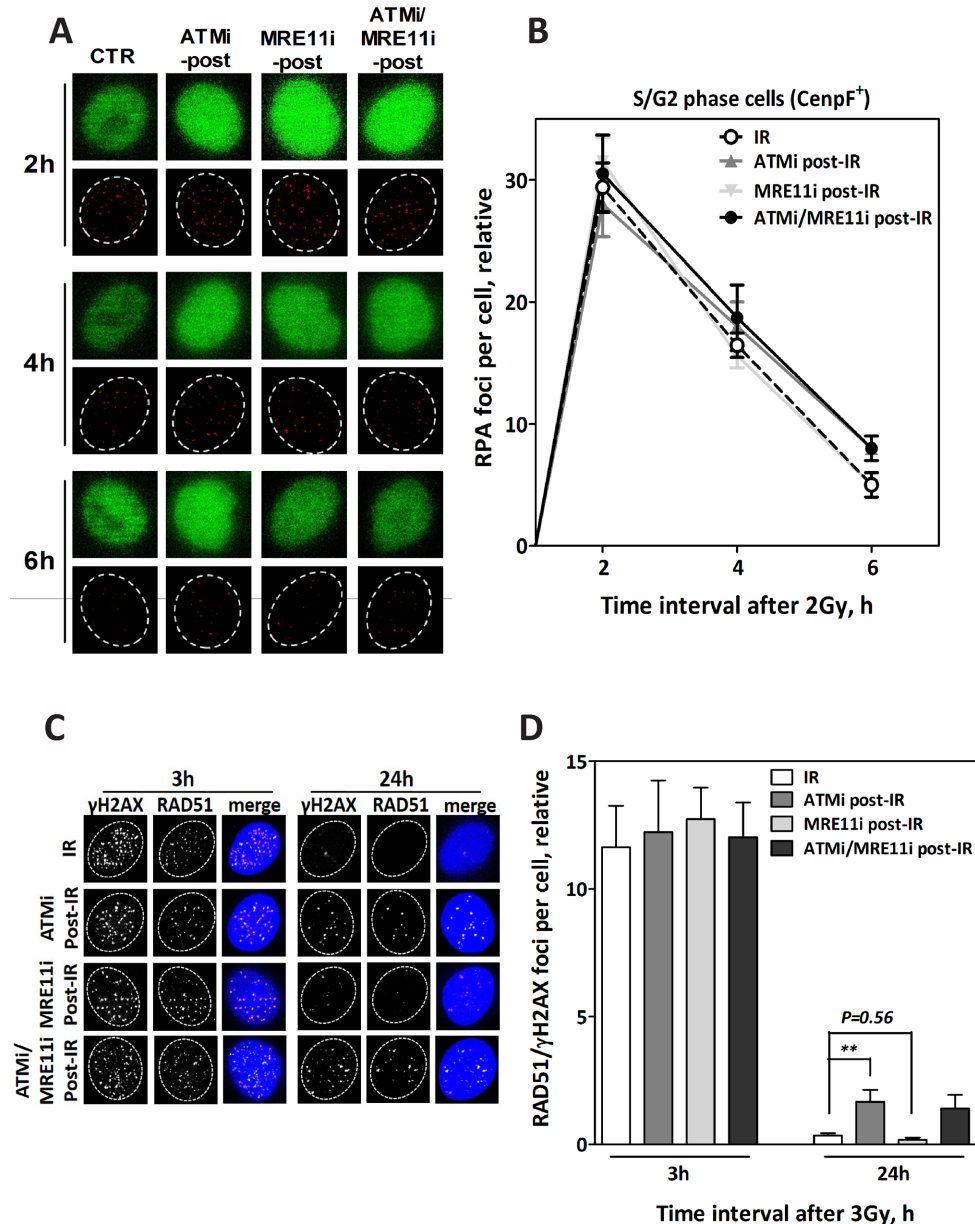 A
CTR
ATMi
-post
MRE11i
-post
ATMi/
MRE11i
-post
2h
4h
6h
B
S/G2 phase cells (CenpF+)
IR
ATMi post-IR
MRE11i post-IR
ATMi/MRE11i post-IR
RPA foci per cell, relative
30
20
10
0
2 4 6
Time interval after 2Gy, h
C
3h 24h
γH2AX RAD51 merge γH2AX RAD51 merge
IR
ATMi
Post-IR
MRE11i
Post-IR
ATMi/
MRE11i
Post-IR
D
RAD51/γH2AX foci per cell, relative
15
10
5
0
IR
ATMi post-IR
MRE11i post-IR
ATMi/MRE11i post-IR
P=0.56
**
3h 24h
Time interval after 3Gy, h